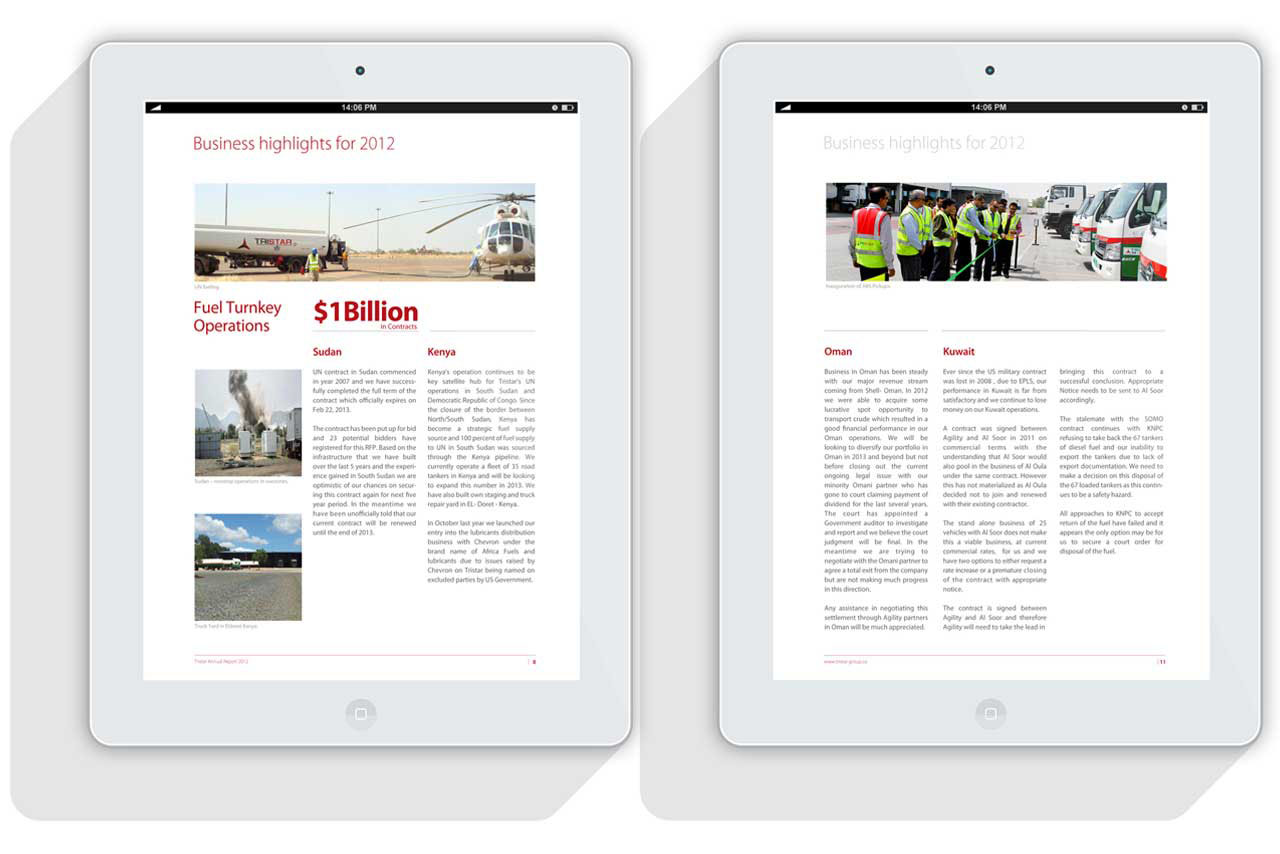 14:06 PM
Business highlights for 2012
TRISTAR
UN fuelling.
Fuel Turnkey
Operations
$1Billion
in Contracts
Sudan
UN contract in Sudan commenced
in year 2007 and we have success-
fully completed the full term of the
contract which officially expires on
Feb 22, 2013.
The contract has been put up for bid
and 23 potential bidders have
registered for this RFP. Based on the
infrastructure that we have built
over the last 5 years and the experi-
ence gained in South Sudan we are
optimistic of our chances on secur-
ing this contract again for next five
year period. In the meantime we
have been unofficially told that our
current contract will be renewed
until the end of 2013.
Kenya
Kenya's operation continues to be
key satellite hub for Tristar's UN
operations in South Sudan and
Democratic Republic of Congo. Since
the closure of the border between
North/South Sudan, Kenya has
become a strategic fuel supply
source and 100 percent of fuel supply
to UN in South Sudan was sourced
through the Kenya pipeline. We
currently operate a fleet of 35 road
tankers in Kenya and will be looking
to expand this number in 2013. We
have also built own staging and truck
repair yard in EL- Doret - Kenya.
In October last year we launched our
entry into the lubricants distribution
business with Chevron under the
brand name of Africa Fuels and
lubricants due to issues raised by
Chevron on Tristar being named on
excluded parties by US Government.
Sudan - nonstop operations in warzones.
Truck Yard in Eldoret Kenya.
Tristar Annual Report 2012
| 8
14:06 PM
Business highlights for 2012
Inauguration of Pickups.
Oman
Business in Oman has been steady
with our major revenue stream
coming from Shell- Oman. In 2012
we were able to acquire some
lucrative spot opportunity to
transport crude which resulted in a
good financial performance in our
Oman operations. We will be
looking to diversify our portfolio in
Oman in 2013 and beyond but not
before closing out the current
ongoing legal issue with our
minority Omani partner who has
gone to court claiming payment of
dividend for the last several years.
The court has appointed a
Government auditor to investigate
and report and we believe the court
judgment will be final. In the
meantime we are trying to
negotiate with the Omani partner to
agree a total exit from the company
but are not making much progress
in this direction.
Any assistance in negotiating this
settlement through Agility partners
in Oman will be much appreciated.
Kuwait
Ever since the US military contract
was lost in 2008 , due to EPLS, our
performance in Kuwait is far from
satisfactory and we continue to lose
money on our Kuwait operations.
A contract was signed between
Agility and Al Soor in 2011 on
commercial terms with the
understanding that Al Soor would
also pool in the business of Al Oula
under the same contract. However
this has not materialized as Al Oula
decided not to join and renewed
with their existing contractor.
The stand alone business of 25
vehicles with Al Soor does not make
this a viable business, at current
commercial rates, for us and we
have two options to either request a
rate increase or a premature closing
of the contract with appropriate
notice.
The contract is signed between
Agility and Al Soor and therefore
Agility will need to take the lead in
bringing this contract to a
successful conclusion. Appropriate
Notice needs to be sent to Al Soor
accordingly.
The stalemate with the SOMO
contract continues with KNPC
refusing to take back the 67 tankers
of diesel fuel and our inability to
export the tankers due to lack of
export documentation. We need to
make a decision on this disposal of
the 67 loaded tankers as this contin-
ues to be a safety hazard.
All approaches to KNPC to accept
return of the fuel have failed and it
appears the only option may be for
us to secure a court order for
disposal of the fuel.
www.tristar-group.co
| 11